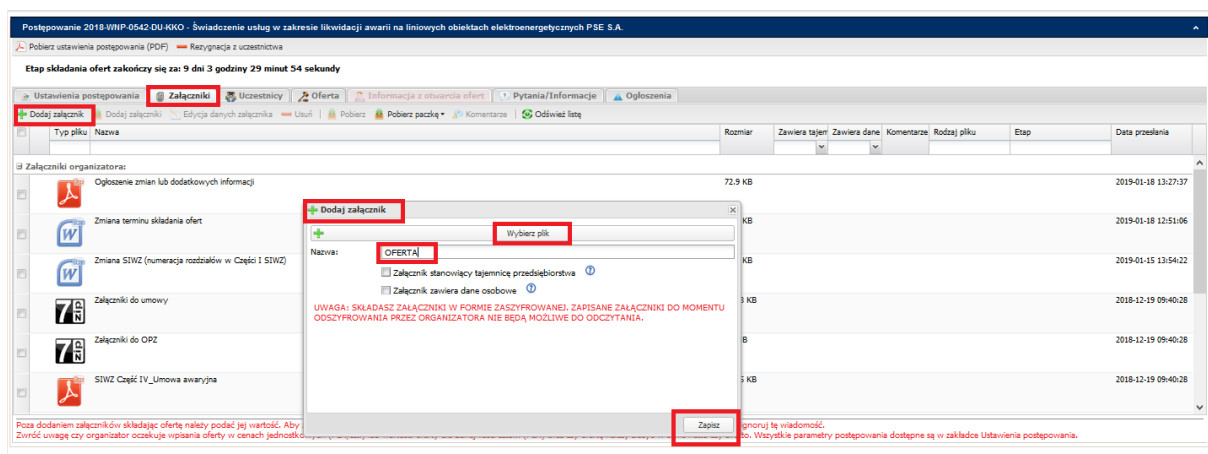 Postępowanie 2018-WNP-0542-DU-KKO - Świadczenie usług w zakresie likwidacji awarii na liniowych obiektach elektroenergetycznych PSE S.A.
Pobierz ustawienia postępowania (PDF) Rezygnacja z uczestnictwa
Etap składania ofert zakończy się za: 9 dni 3 godziny 29 minut 54 sekundy
Ustawienia postępowania Załączniki Uczestnicy Oferta Informacja z otwarcia ofert Pytania/Informacje Ogłoszenia
Dodaj załącznik Dodaj załączniki Edycja danych załącznika Usuń Pobierz Pobierz paczkę Komentarze Odśwież listę
Typ pliku Nazwa Rozmiar Zawiera tajem Zawiera dane Komentarze Rodzaj pliku Etap Data przesłania
Załączniki organizatora:
Ogłoszenie zmian lub dodatkowych informacji 72.9 KB 2019-01-18 13:27:37
Zmiana terminu składania ofert KB 2019-01-18 12:51:06
Zmiana SIWZ (numeracja rozdziałów w Części I SIWZ) KB 2019-01-15 13:54:22
Załączniki do umowy KB 2018-12-19 09:40:28
Załączniki do OPZ 2018-12-19 09:40:28
SIWZ Część IV_Umowa awaryjna KB 2018-12-19 09:40:28
Dodaj załącznik
Wybierz plik
Nazwa: OFERTA
Załącznik stanowiący tajemnicę przedsiębiorstwa
Załącznik zawiera dane osobowe
UWAGA: SKŁADASZ ZAŁĄCZNIKI W FORMIE ZASZYFROWANEJ. ZAPISANE ZAŁĄCZNIKI DO MOMENTU
ODSZYFROWANIA PRZEZ ORGANIZATORA NIE BĘDĄ MOŻLIWE DO ODCZYTANIA.
Zapisz
Poza dodaniem załączników składając ofertę należy podać jej wartość. Aby ignoruj tę wiadomość.
Zwróć uwagę czy organizator oczekuje wpisania oferty w cenach Wszystkie parametry postępowania dostępne są w zakładce Ustawienia postępowania.